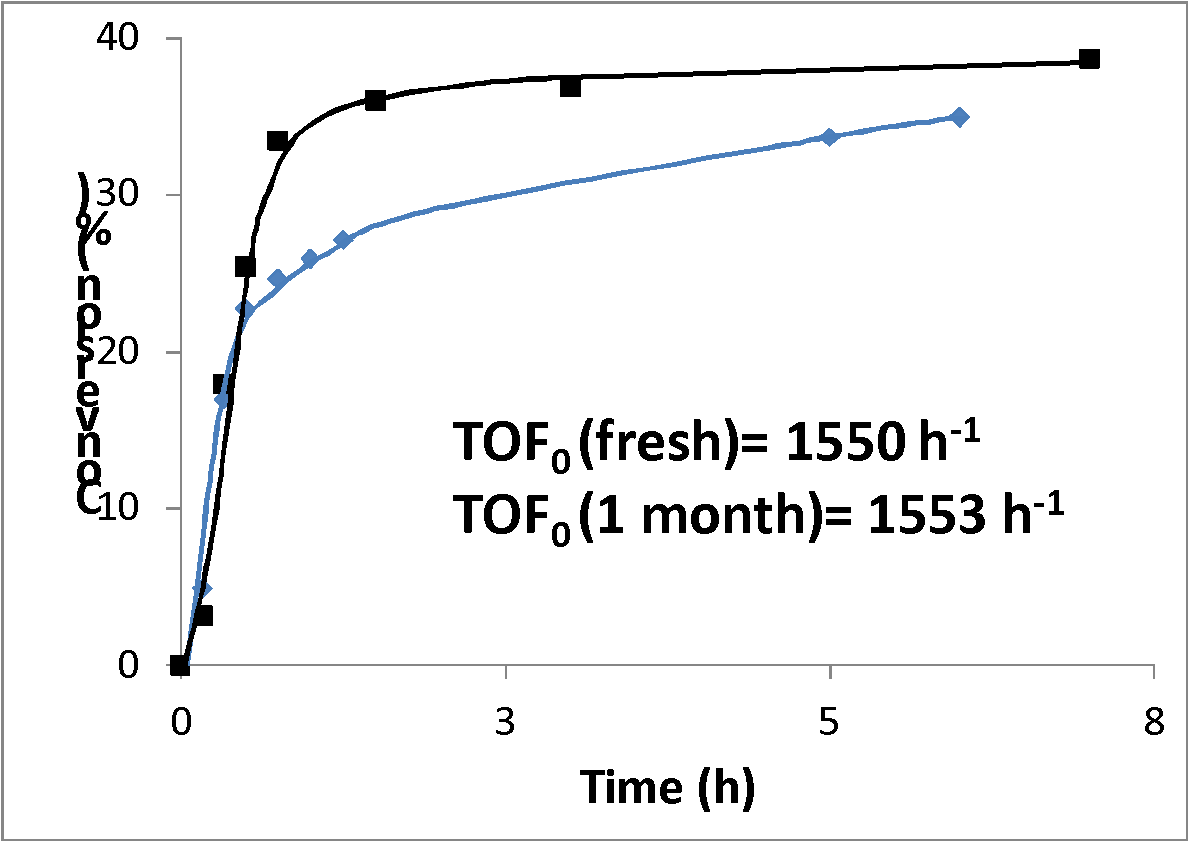 40
30
20
10
0
Conversion (%)
TOF0 (fresh)= 1550 h-1
TOF0 (1 month)= 1553 h-1
0 3 5 8
Time (h)